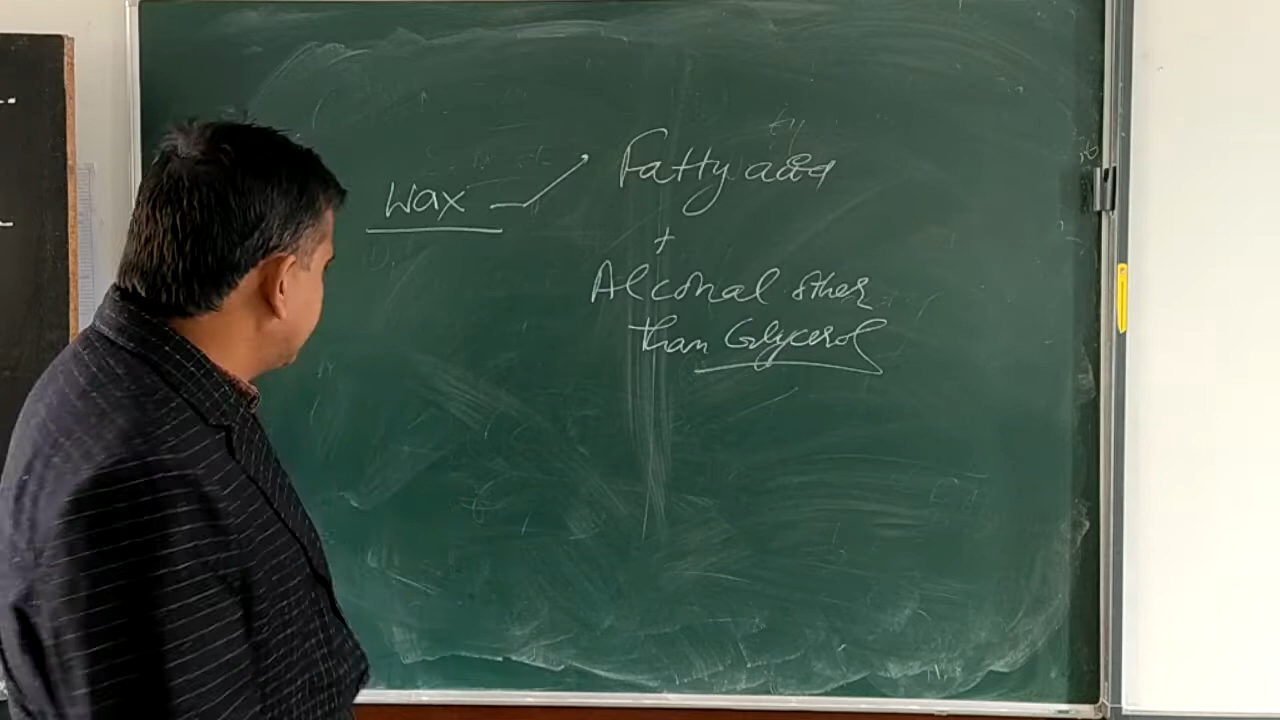 Wax
Fatty acid
+
Alcohal other
than Glycerol